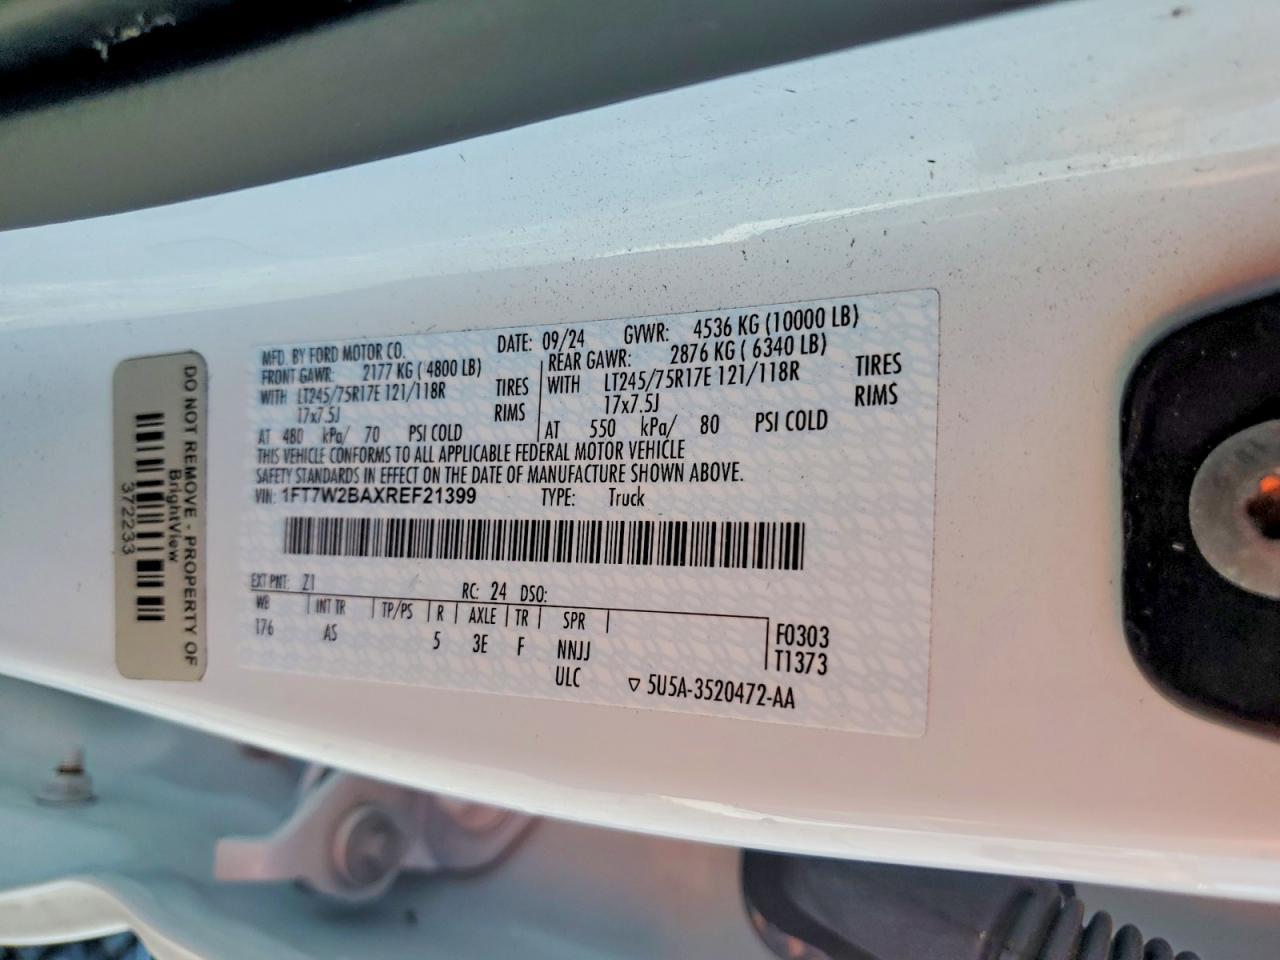 MFD. BY FORD MOTOR CO.
DATE: 09/24
GVWR: 4536 KG (10000 LB)
FRONT GAWR: 2177 KG ( 4800 LB)
REAR GAWR: 2876 KG ( 6340 LB)
WITH LT245/75R17E 121/118R TIRES
WITH LT245/75R17E 121/118R TIRES
17x7.5J RIMS
17x7.5J RIMS
AT 480 kPa/ 70 PSI COLD
AT 550 kPa/ 80 PSI COLD
THIS VEHICLE CONFORMS TO ALL APPLICABLE FEDERAL MOTOR VEHICLE
SAFETY STANDARDS IN EFFECT ON THE DATE OF MANUFACTURE SHOWN ABOVE.
VIN: 1FT7W2BAXREF21399 TYPE: Truck
EXT PNT: Z1 RC: 24 DSO:
WB INT TR TP/PS R AXLE TR SPR
176 AS 5 3E F NNJJ
ULC
F0303
T1373
▽ 5U5A-3520472-AA
DO NOT REMOVE - PROPERTY OF
BrightView
3722233